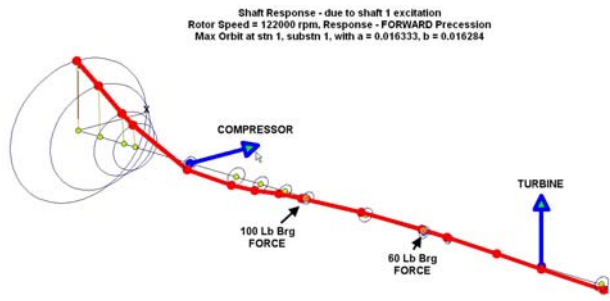 Shaft Response - due to shaft 1 excitation
Rotor Speed = 122000 rpm, Response - FORWARD Precession
Max Orbit at stn 1, substn 1, with a = 0.016333, b = 0.016284
X
COMPRESSOR
TURBINE
100 Lb Brg
FORCE
60 Lb Brg
FORCE